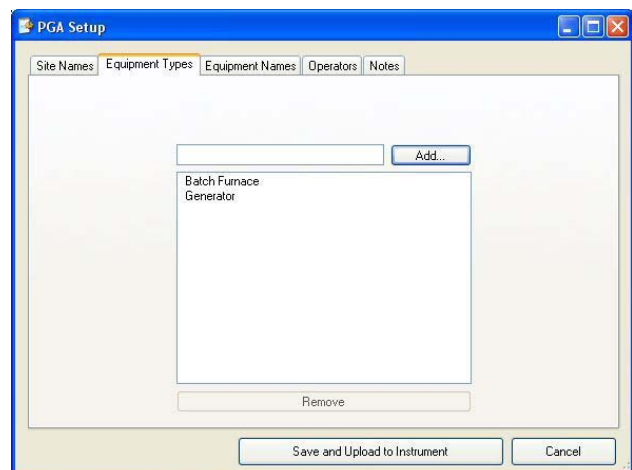 PGA Setup
Site Names Equipment Types Equipment Names Operators Notes
Add...
Batch Furnace
Generator
Remove
Save and Upload to Instrument Cancel